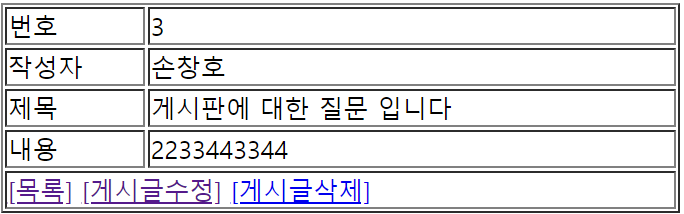 번호 3
작성자 손창호
제목 게시판에 대한 질문 입니다
내용 2233443344
[목록] [게시글수정] [게시글삭제]